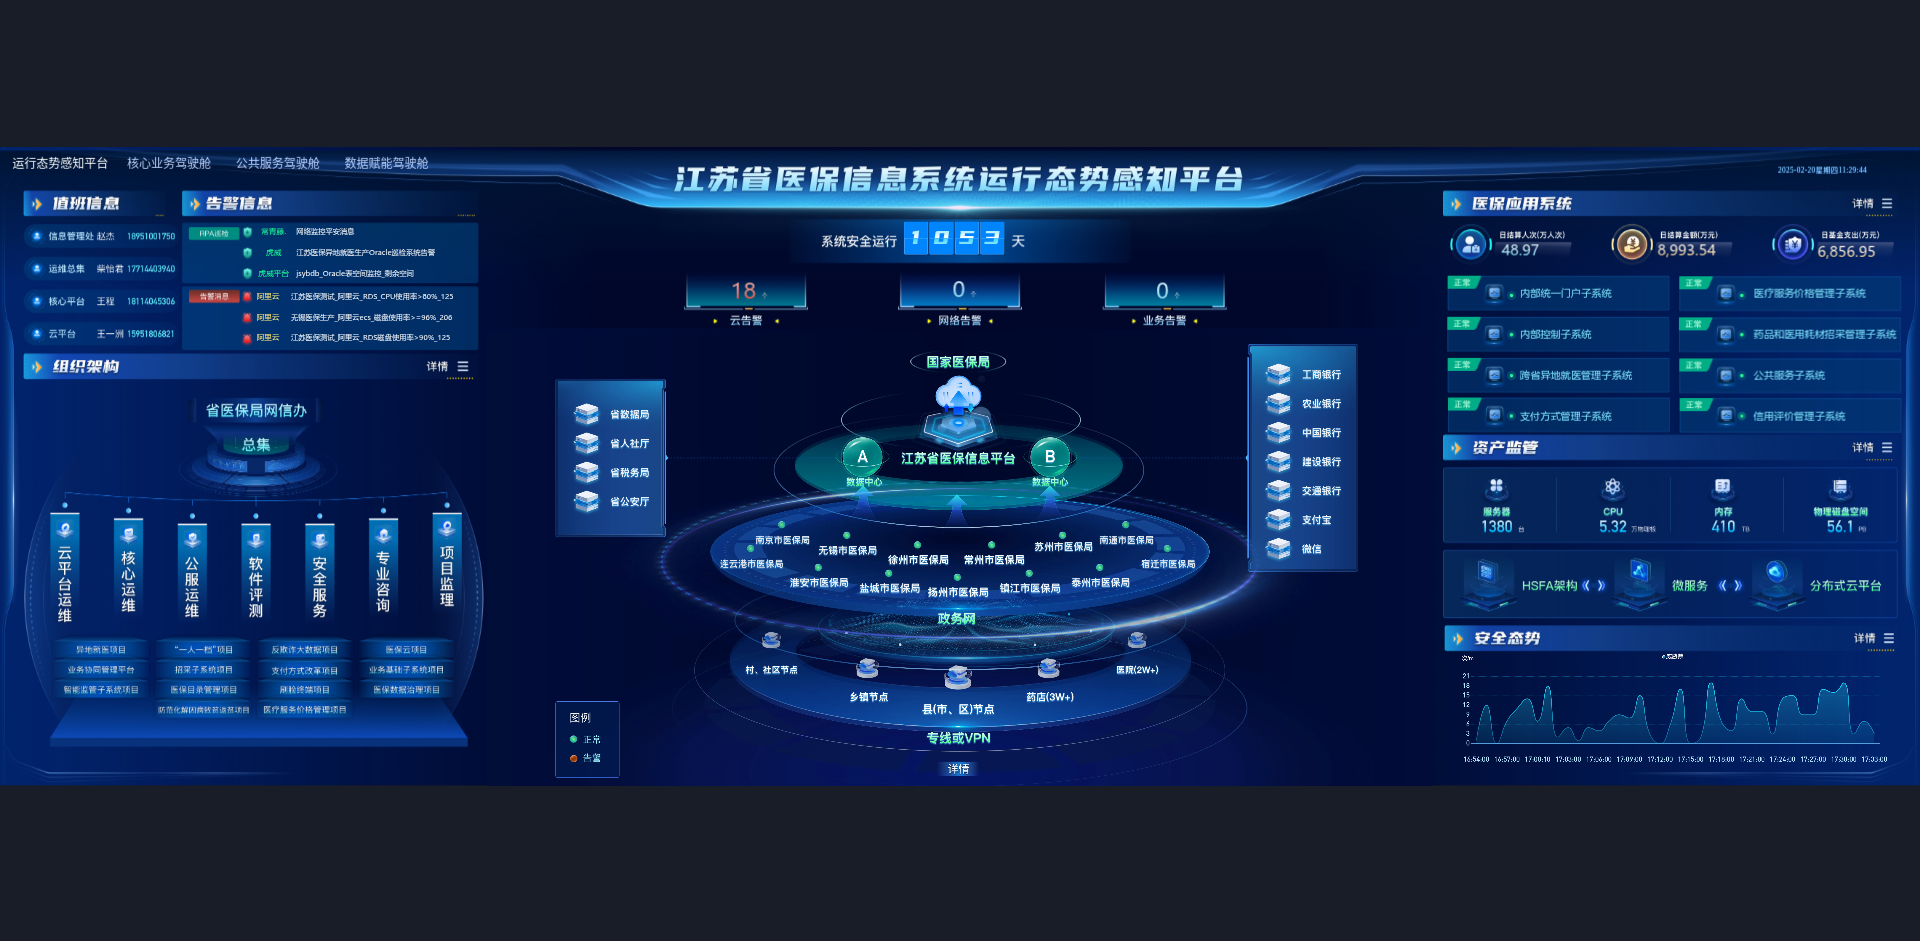 运行态势感知平台 核心业务驾驶舱 公共服务驾驶舱 数据赋能驾驶舱
江苏省医保信息系统运行态势感知平台
2025-02-20星期四11:29:44
值班信息
信息管理处 赵杰 18951001750
运维总集 柴怡君 17714403940
核心平台 王程 18114045306
云平台 王一洲 15951806821
告警信息
RPA巡检 常青藤 网络监控平安消息
虎威 江苏医保异地就医生产Oracle巡检系统告警
虎威平台 jsybdb_Oracle表空间监控_剩余空间
告警消息 阿里云 江苏医保测试_阿里云_RDS_CPU使用率>80%_125
阿里云 无锡医保生产_阿里云ecs_磁盘使用率>=96%_206
阿里云 江苏医保测试_阿里云_RDS磁盘使用率>90%_125
组织架构 详情
省医保局网信办
总集
云平台运维
核心运维
公服运维
软件评测
安全服务
专业咨询
项目监理
异地新医项目 “一人一档”项目 反欺诈大数据项目 医保云项目
业务协同管理平台 招采子系统项目 支付方式改革项目 业务基础子系统项目
智能监管子系统项目 医保目录管理项目 刷脸终端项目 医保数据治理项目
防范化解因病致贫返贫项目 医疗服务价格管理项目
系统安全运行 1053 天
18 0 0
云告警 网络告警 业务告警
国家医保局
A 江苏省医保信息平台 B
数据中心 数据中心
省数据局
省人社厅
省税务局
省公安厅
工商银行
农业银行
中国银行
建设银行
交通银行
支付宝
微信
南京市医保局 无锡市医保局 徐州市医保局 常州市医保局 苏州市医保局 南通市医保局
连云港市医保局 淮安市医保局 盐城市医保局 扬州市医保局 镇江市医保局 泰州市医保局 宿迁市医保局
政务网
村、社区节点 乡镇节点 县(市、区)节点 药店(3W+) 医院(2W+)
专线或VPN
详情
图例
正常
告警
医保应用系统 详情
日结算人次(万人次) 48.97
日结算金额(万元) 8,993.54
日基金支出(万元) 6,856.95
正常 内部统一门户子系统 正常 医疗服务价格管理子系统
正常 内部控制子系统 正常 药品和医用耗材招采管理子系统
正常 跨省异地就医管理子系统 正常 公共服务子系统
正常 支付方式管理子系统 正常 信用评价管理子系统
资产监管 详情
服务器 CPU 内存 物理磁盘空间
1380 台 5.32 410 TB 56.1 PB
HSFA架构 《 》 微服务 《 》 分布式云平台
安全态势 详情
21
18
15
12
9
6
3
0
16:54:00 16:57:00 17:00:10 17:03:00 17:06:00 17:09:00 17:12:00 17:15:00 17:18:00 17:21:00 17:24:00 17:27:00 17:30:00 17:33:00